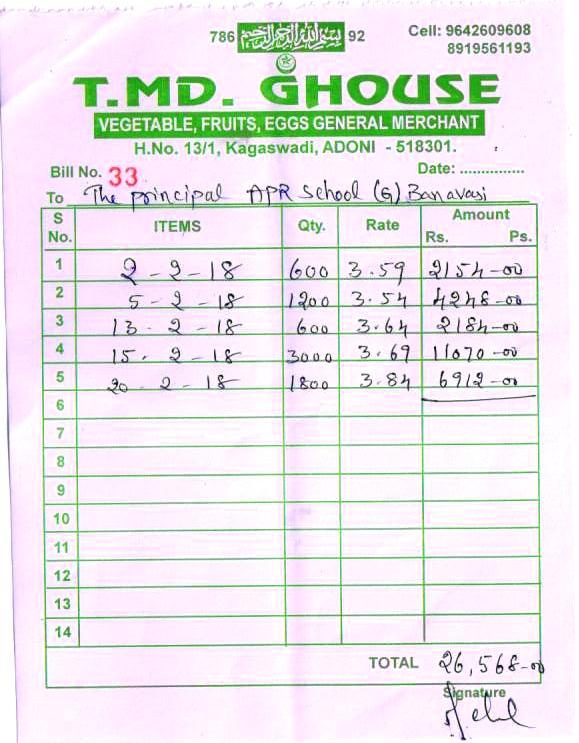 786 بسم الله الرحمن الرحيم 92
Cell: 9642609608
8919561193
T.MD. GHOUSE
VEGETABLE, FRUITS, EGGS GENERAL MERCHANT
H.No. 13/1, Kagaswadi, ADONI - 518301.
Bill No. 33 Date: ...............
To The principal APR School (G) Banavasi
S No. ITEMS Qty. Rate Amount Rs. Ps.
1 2-2-18 600 3.59 2154-00
2 5-2-18 1200 3.54 4248-00
3 13-2-18 600 3.64 2184-00
4 15-2-18 3000 3.69 11070-00
5 20-2-18 1800 3.84 6912-00
6
7
8
9
10
11
12
13
14
TOTAL 26,568-00
Signature